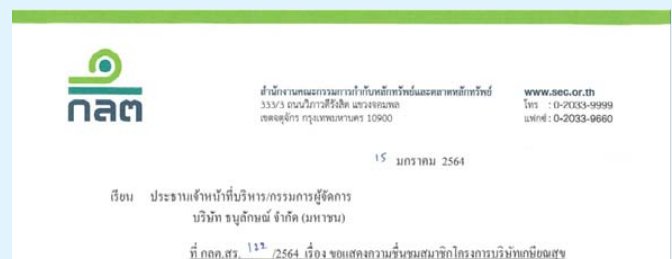 กลต
สำนักงานคณะกรรมการกำกับหลักทรัพย์และตลาดหลักทรัพย์
333/3 ถนนวิภาวดีรังสิต แขวงจอมพล
เขตจตุจักร กรุงเทพมหานคร 10900
www.sec.or.th
โทร : 0-2033-9999
แฟกซ์ : 0-2033-9660
15 มกราคม 2564
เรียน ประธานเจ้าหน้าที่บริหาร/กรรมการผู้จัดการ
บริษัท ธนูลักษณ์ จำกัด (มหาชน)
ที่ กลต.สร. 122 /2564 เรื่อง ขอแสดงความชื่นชมสมาชิกโครงการบริษัทเกษียณสุข